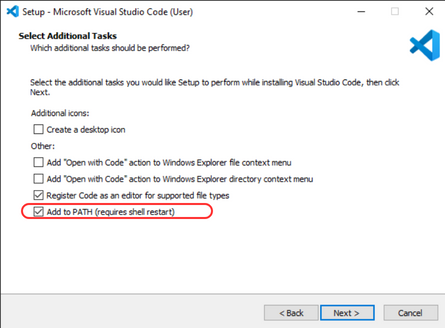 Setup - Microsoft Visual Studio Code (User)
Select Additional Tasks
Which additional tasks should be performed?
Select the additional tasks you would like Setup to perform while installing Visual Studio Code, then click
Next.
Additional icons:
Create a desktop icon
Other:
Add "Open with Code" action to Windows Explorer file context menu
Add "Open with Code" action to Windows Explorer directory context menu
Register Code as an editor for supported file types
Add to PATH (requires shell restart)
< Back Next > Cancel